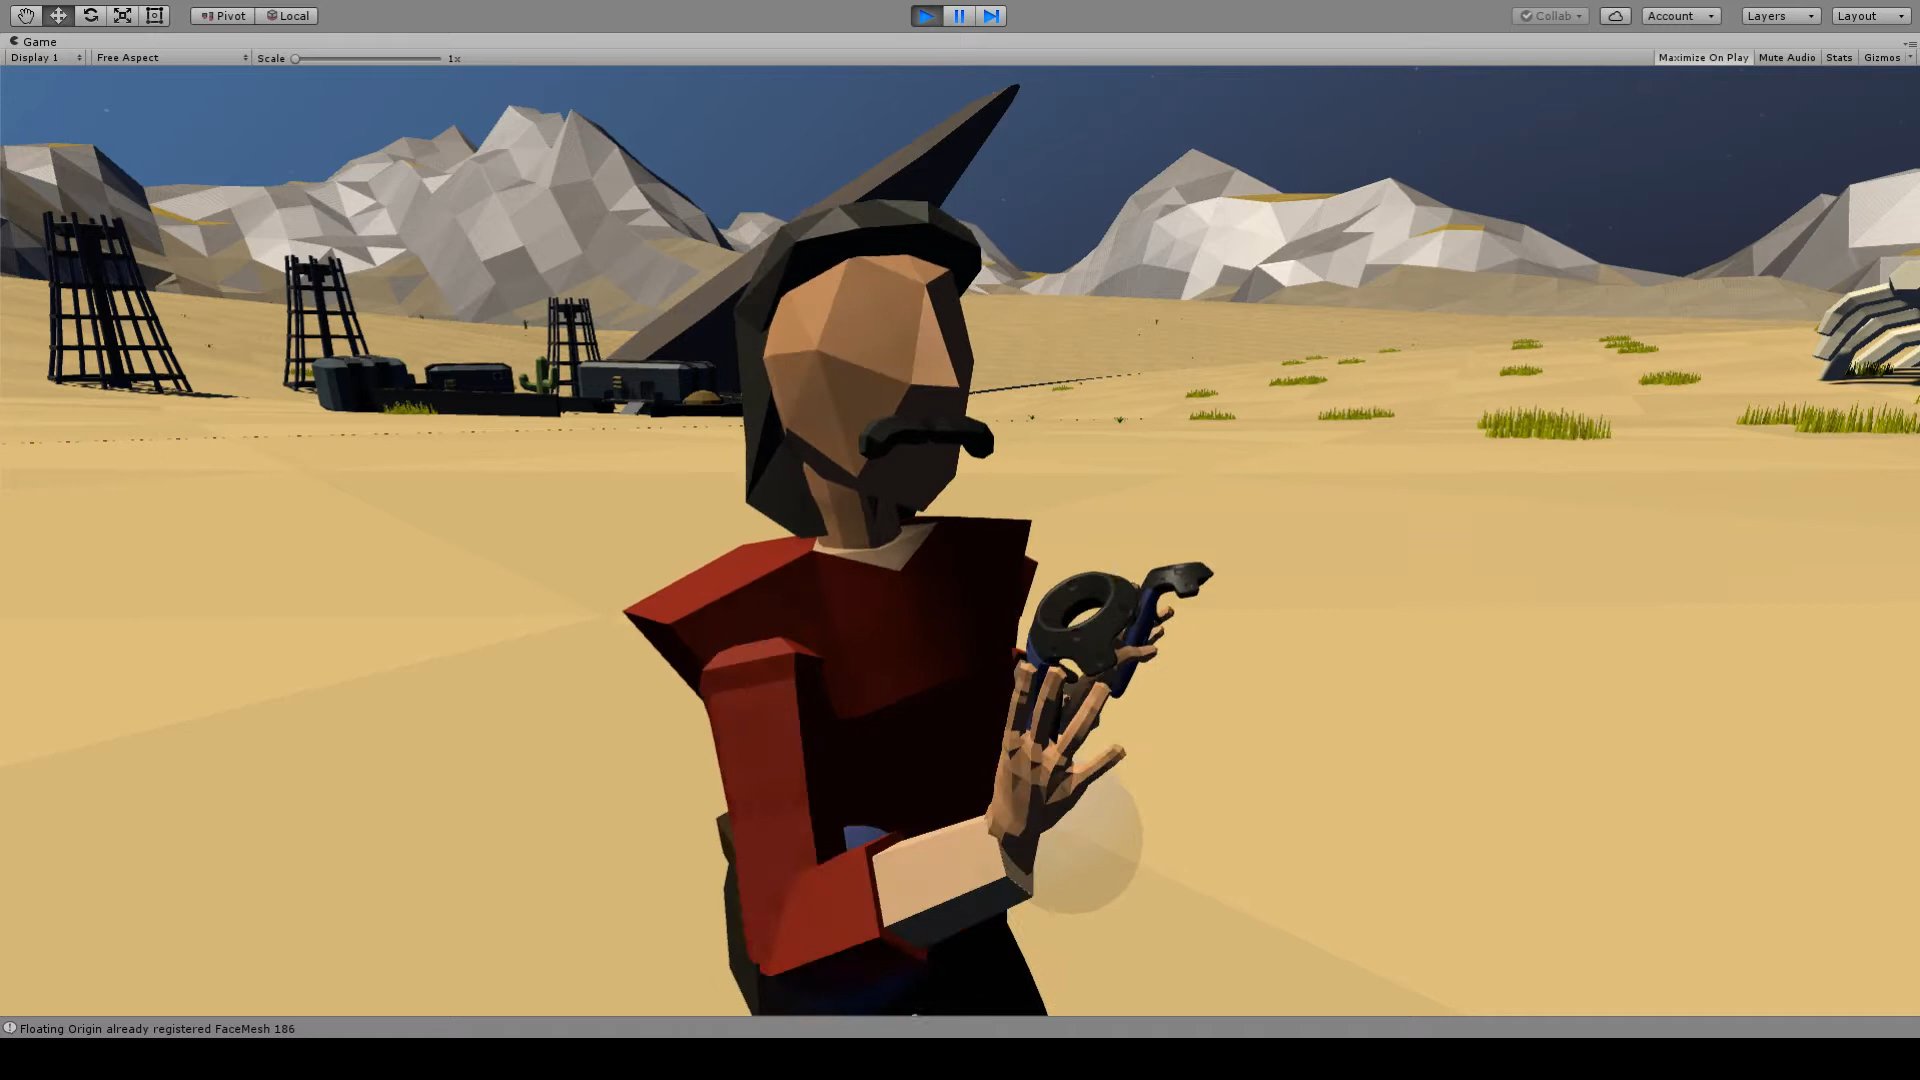 Pivot Local Collab Account Layers Layout
Game
Display 1 Free Aspect Scale 1x Maximize On Play Mute Audio Stats Gizmos
Floating Origin already registered FaceMesh 186